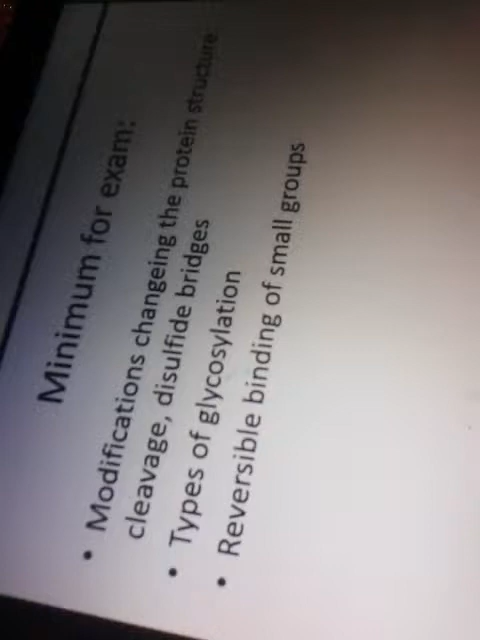 Minimum for exam:
• Modifications changeing the protein structure:
cleavage, disulfide bridges
• Types of glycosylation
• Reversible binding of small groups